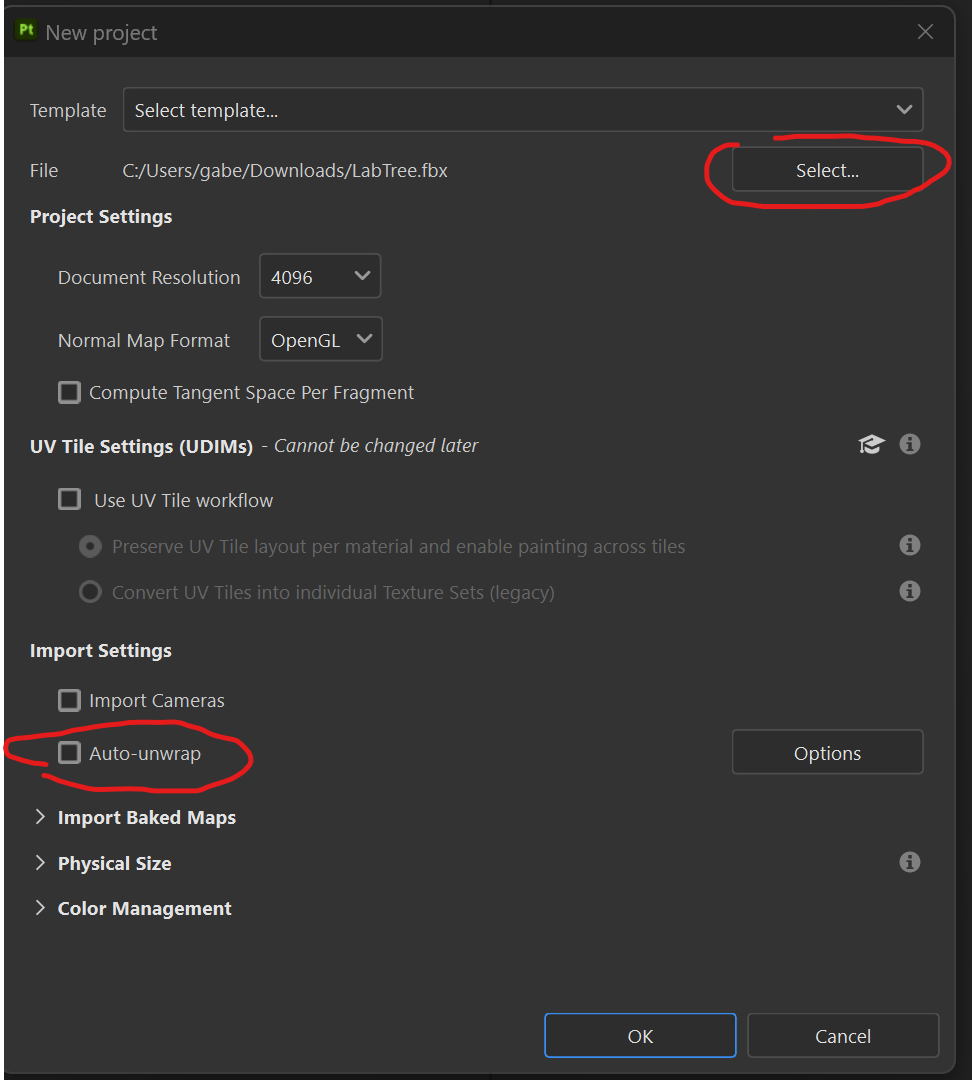 Pt New project
Template Select template...
File C:/Users/gabe/Downloads/LabTree.fbx Select...
Project Settings
Document Resolution 4096
Normal Map Format OpenGL
Compute Tangent Space Per Fragment
UV Tile Settings (UDIMs) - Cannot be changed later
Use UV Tile workflow
Preserve UV Tile layout per material and enable painting across tiles
Convert UV Tiles into individual Texture Sets (legacy)
Import Settings
Import Cameras
Auto-unwrap Options
Import Baked Maps
Physical Size
Color Management
OK Cancel